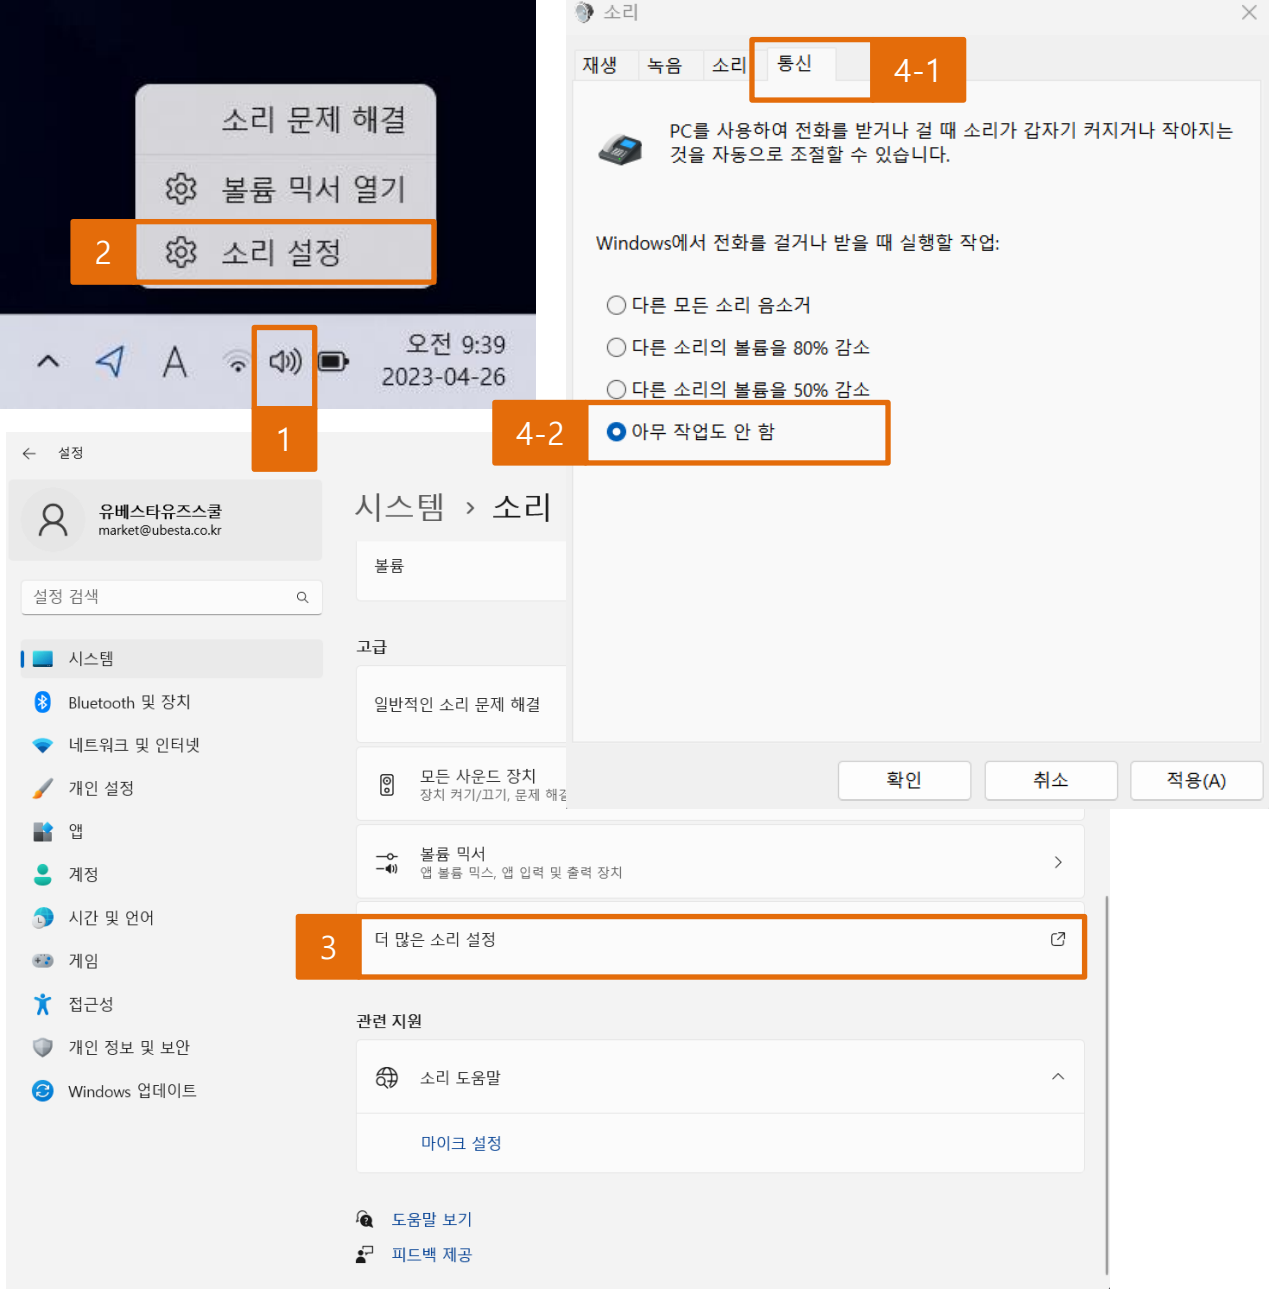 소리 문제 해결
볼륨 믹서 열기
2
소리 설정
A
오전 9:39
2023-04-26
1
소리
재생
녹음
소리
통신
4-1
PC를 사용하여 전화를 받거나 걸 때 소리가 갑자기 커지거나 작아지는
것을 자동으로 조절할 수 있습니다.
Windows에서 전화를 걸거나 받을 때 실행할 작업:
다른 모든 소리 음소거
다른 소리의 볼륨을 80% 감소
다른 소리의 볼륨을 50% 감소
4-2
아무 작업도 안 함
확인
취소
적용(A)
설정
유베스타유즈스쿨
market@ubesta.co.kr
설정 검색
시스템
Bluetooth 및 장치
네트워크 및 인터넷
개인 설정
앱
계정
시간 및 언어
게임
접근성
개인 정보 및 보안
Windows 업데이트
시스템 › 소리
볼륨
고급
일반적인 소리 문제 해결
모든 사운드 장치
장치 켜기/끄기, 문제 해결
볼륨 믹서
앱 볼륨 믹스, 앱 입력 및 출력 장치
3
더 많은 소리 설정
관련 지원
소리 도움말
마이크 설정
도움말 보기
피드백 제공